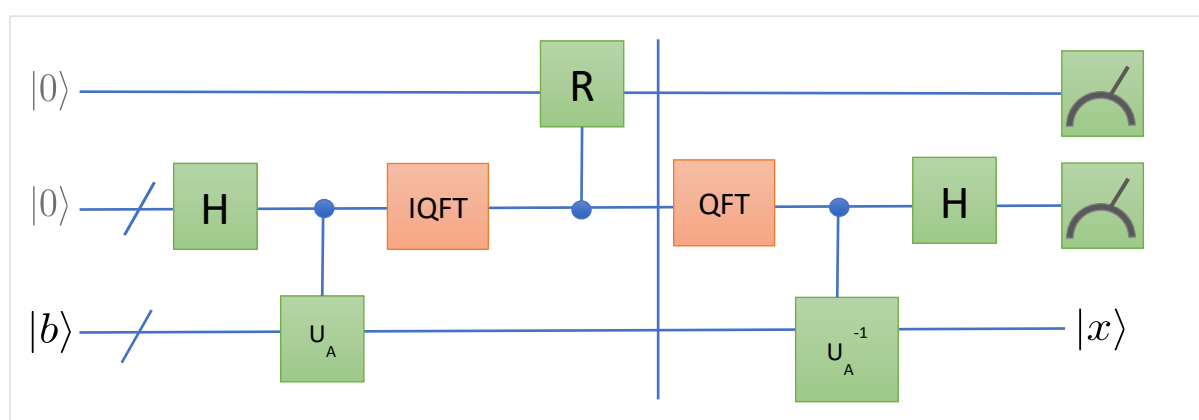 |0⟩ R
|0⟩ H IQFT QFT H
|b⟩ U_A U_A^-1 |x⟩